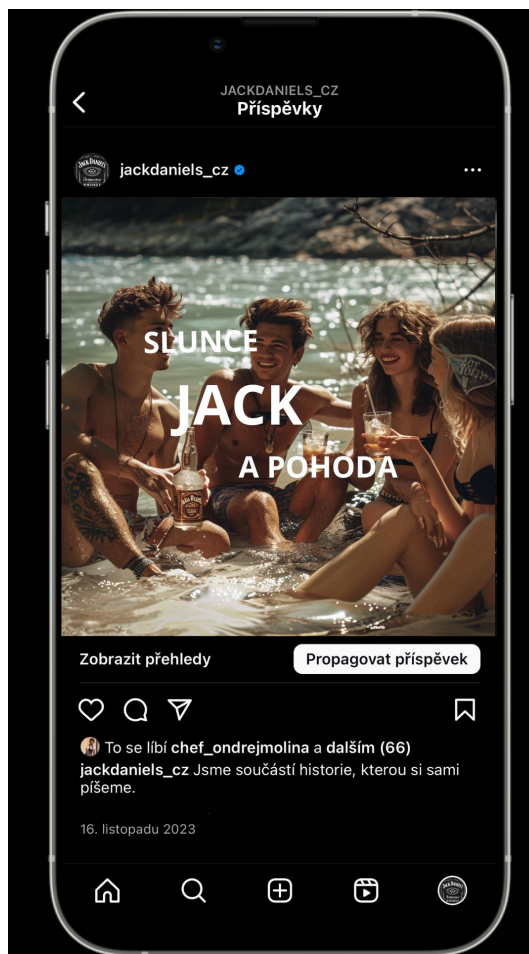 JACKDANIELS_CZ
Příspěvky
jackdaniels_cz
SLUNCE
JACK
A POHODA
Zobrazit přehledy
Propagovat příspěvek
To se líbí chef_ondrejmolina a dalším (66)
jackdaniels_cz Jsme součástí historie, kterou si sami
píšeme.
16. listopadu 2023